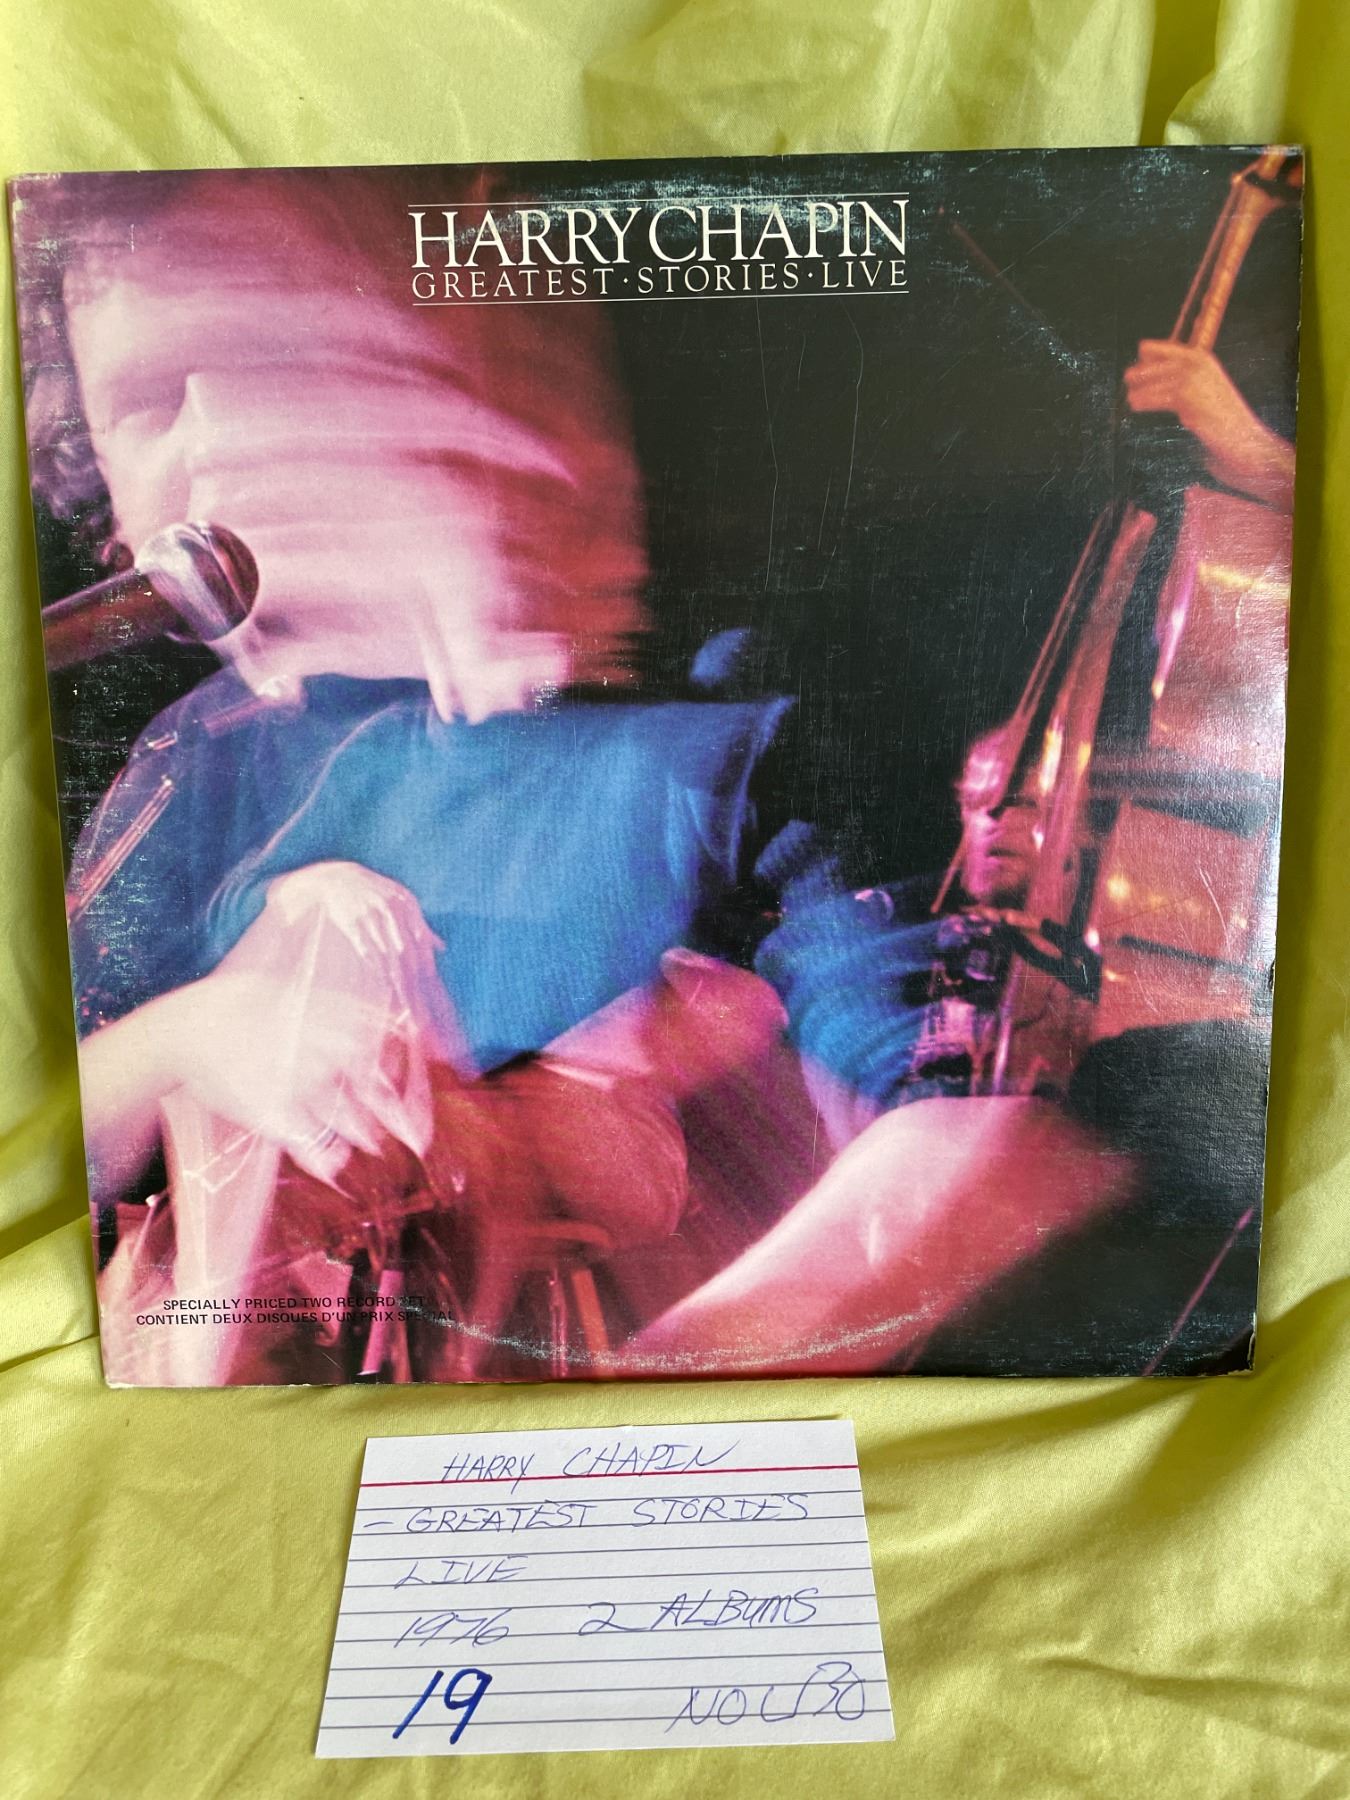 HARRY CHAPIN
GREATEST · STORIES · LIVE
SPECIALLY PRICED TWO RECORD SET
CONTIENT DEUX DISQUES D'UN PRIX SPECIAL
HARRY CHAPIN
- GREATEST STORIES
LIVE
1976 2 ALBUMS
19 NO